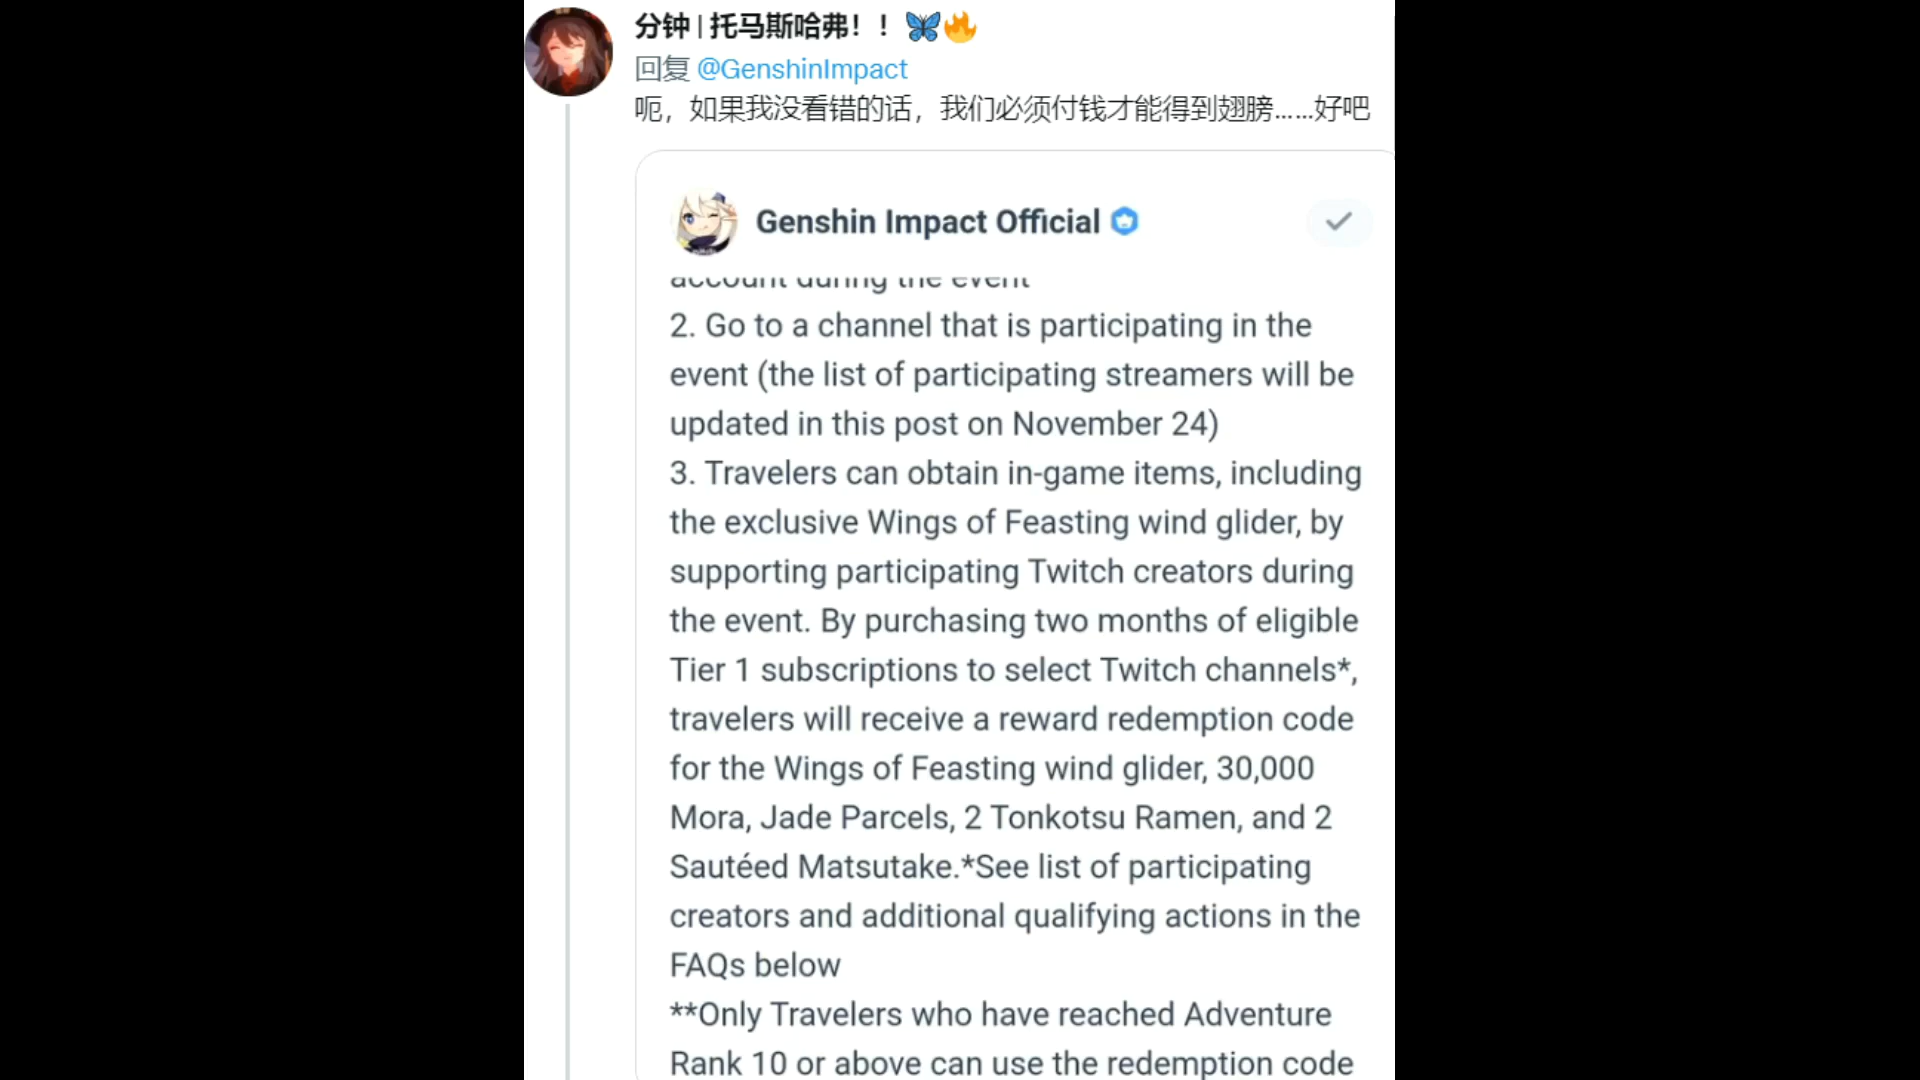 分钟 | 托马斯哈弗！！🦋🔥
回复 @GenshinImpact
呃，如果我没看错的话，我们必须付钱才能得到翅膀......好吧
Genshin Impact Official
account during the event
2. Go to a channel that is participating in the
event (the list of participating streamers will be
updated in this post on November 24)
3. Travelers can obtain in-game items, including
the exclusive Wings of Feasting wind glider, by
supporting participating Twitch creators during
the event. By purchasing two months of eligible
Tier 1 subscriptions to select Twitch channels*,
travelers will receive a reward redemption code
for the Wings of Feasting wind glider, 30,000
Mora, Jade Parcels, 2 Tonkotsu Ramen, and 2
Sautéed Matsutake.*See list of participating
creators and additional qualifying actions in the
FAQs below
**Only Travelers who have reached Adventure
Rank 10 or above can use the redemption code